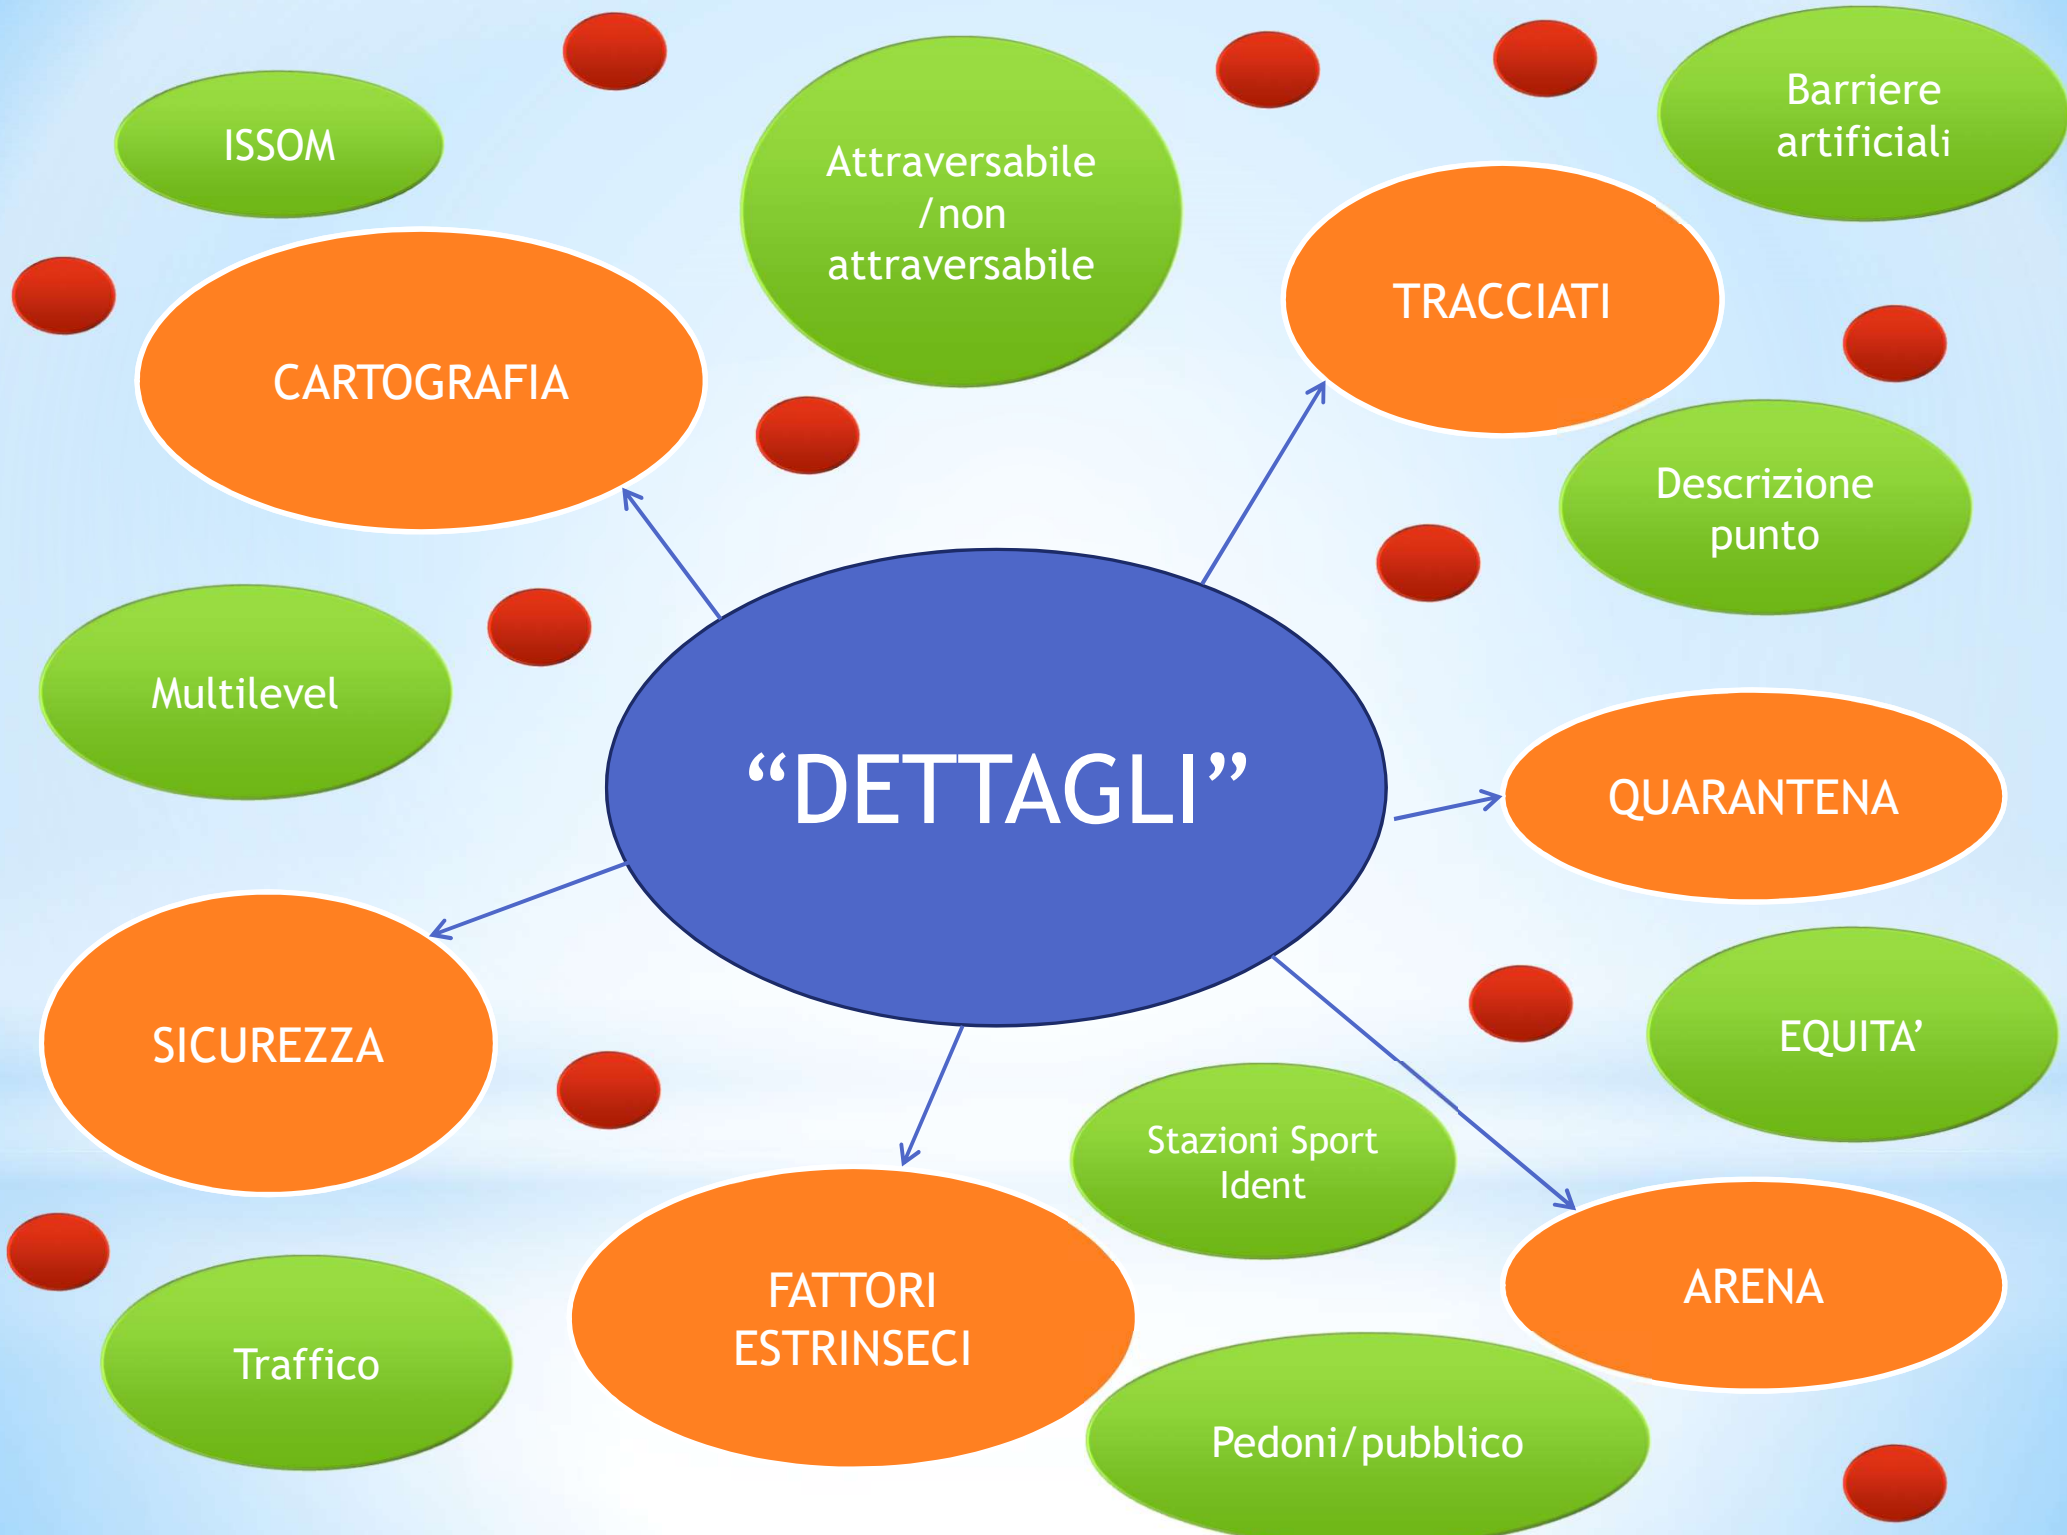 ISSOM
Attraversabile
/non
attraversabile
Barriere
artificiali
CARTOGRAFIA
TRACCIATI
Descrizione
punto
Multilevel
“DETTAGLI”
QUARANTENA
SICUREZZA
EQUITA’
Stazioni Sport
Ident
FATTORI
ESTRINSECI
ARENA
Traffico
Pedoni/pubblico